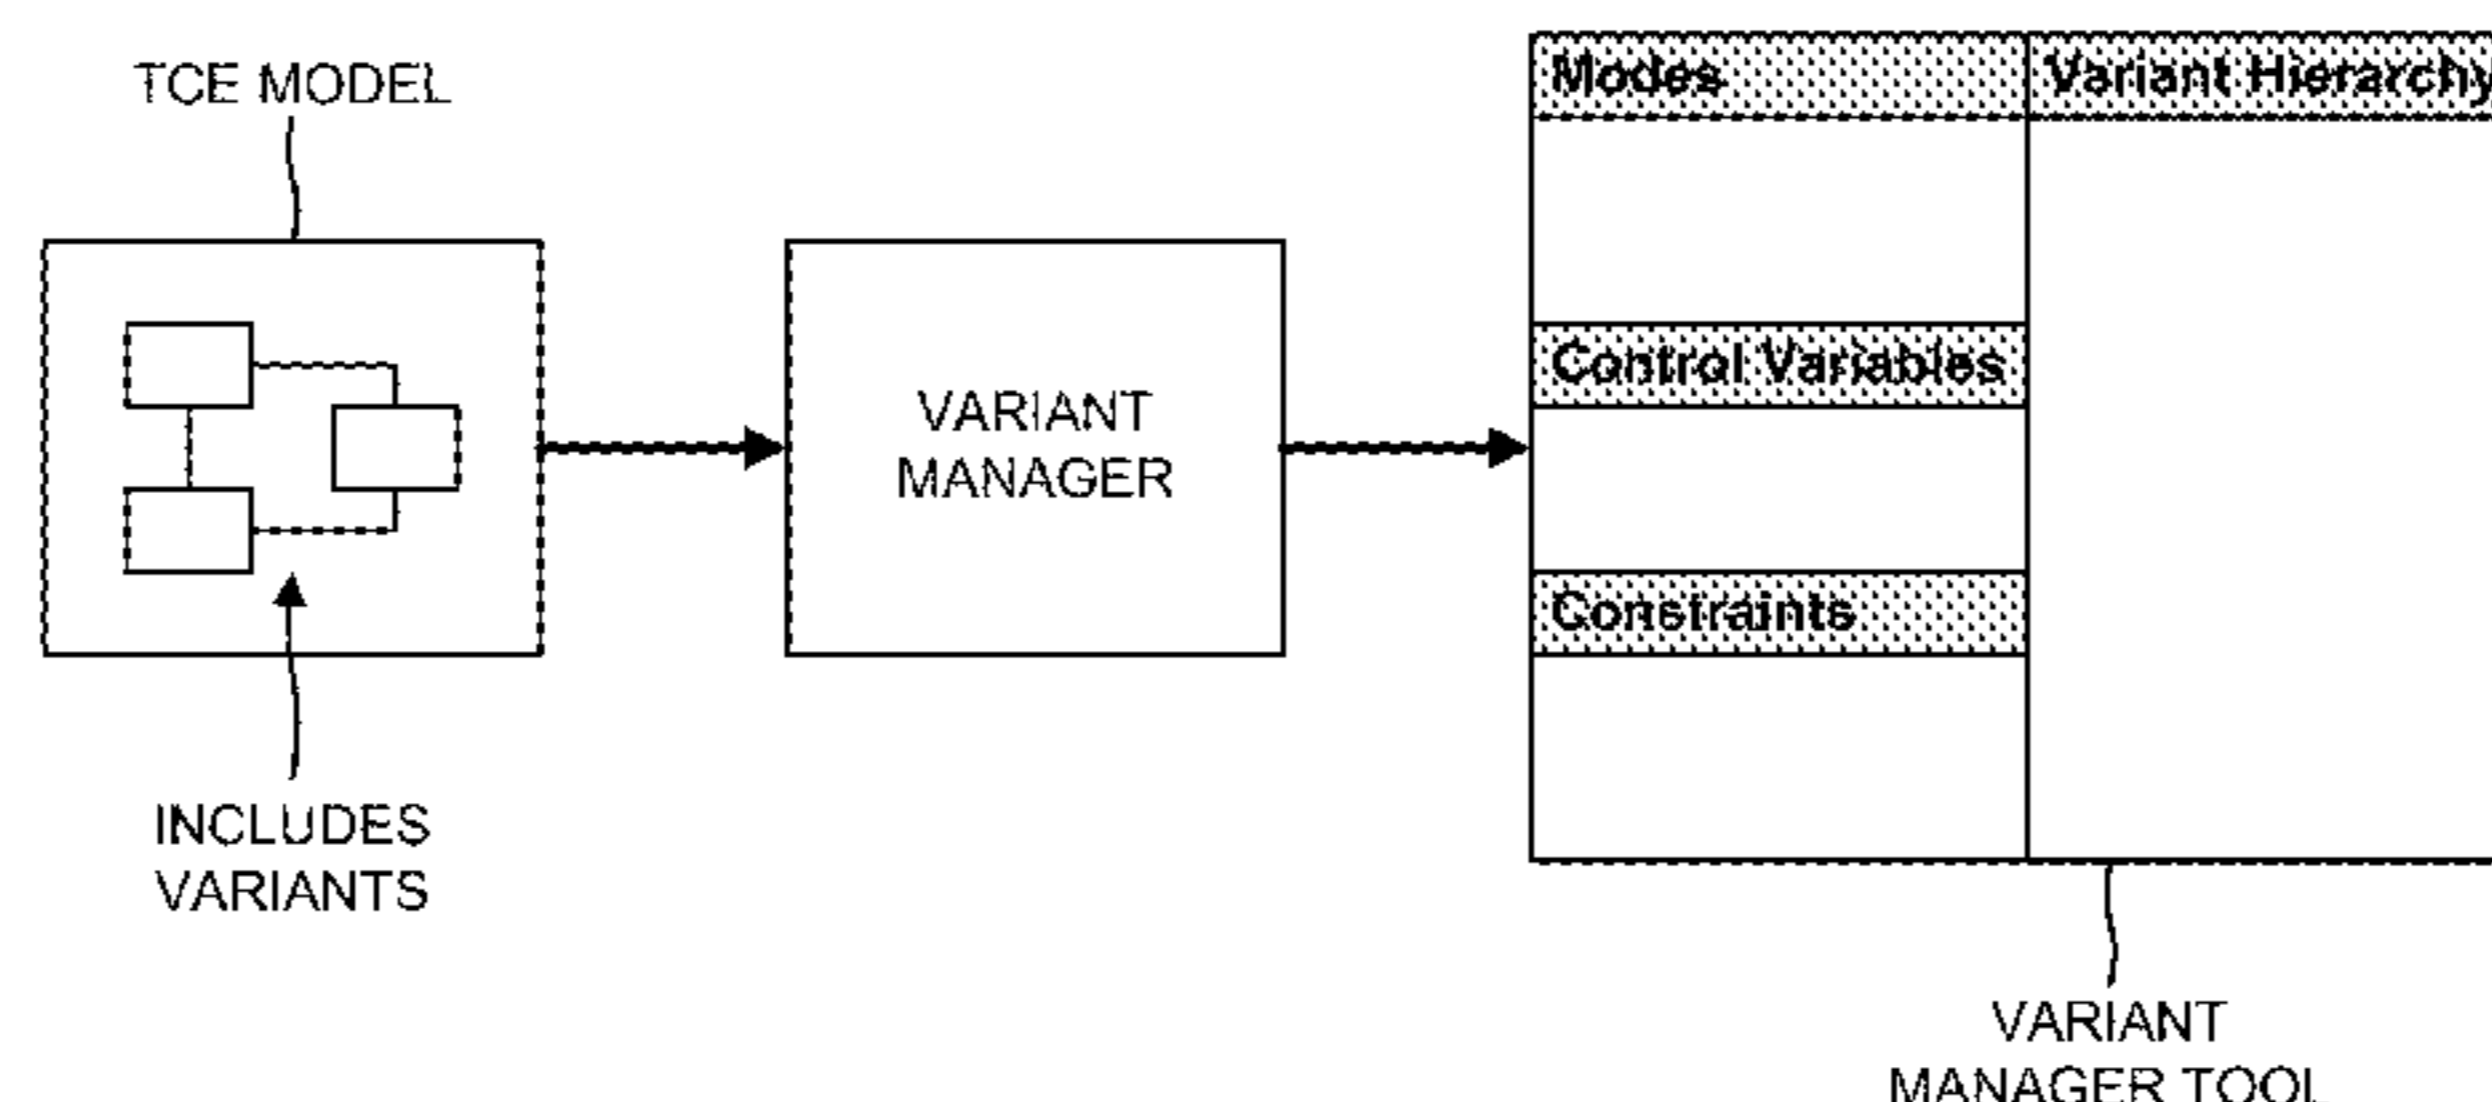 TCE MODEL
INCLUDES
VARIANTS
VARIANT
MANAGER
Modes
Control Variables
Constraints
Variant Hierarchy
VARIANT
MANAGER TOOL